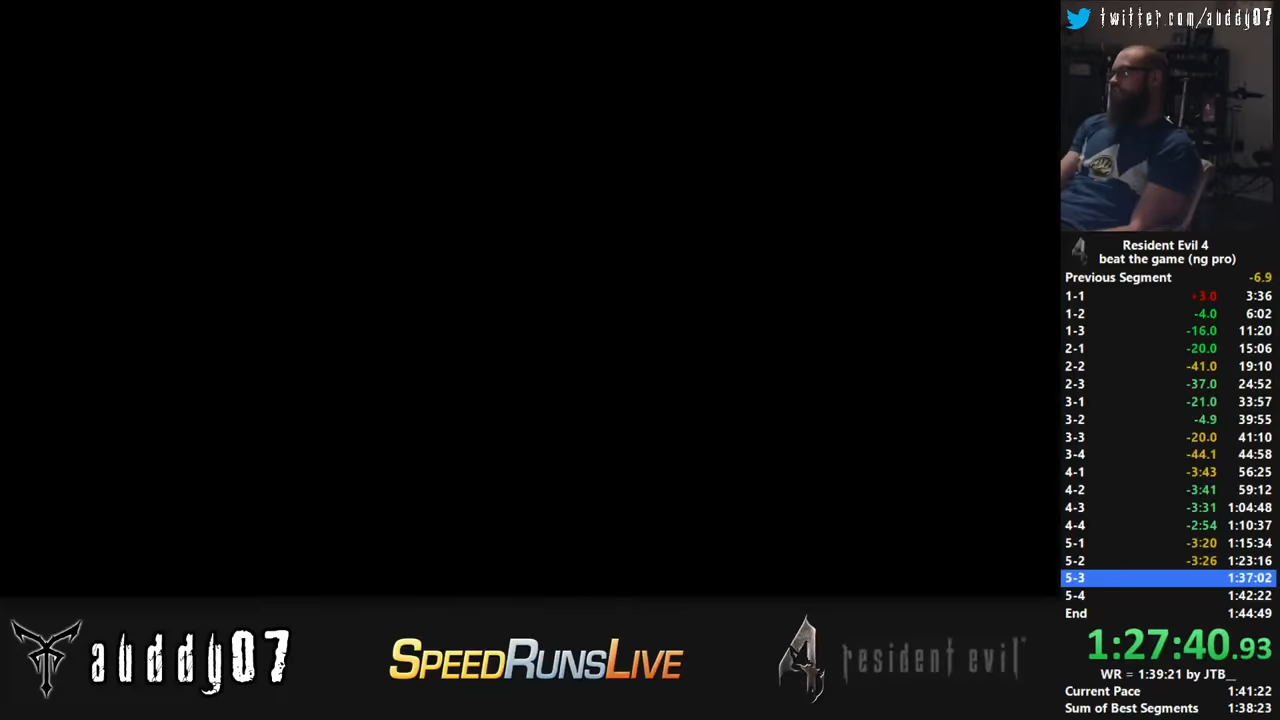 twitter.com/abddy07
Resident Evil 4
beat the game (ng pro)
Previous Segment -6.9
1-1 +3.0 3:36
1-2 -4.0 6:02
1-3 -16.0 11:20
2-1 -20.0 15:06
2-2 -41.0 19:10
2-3 -37.0 24:52
3-1 -21.0 33:57
3-2 -4.9 39:55
3-3 -20.0 41:10
3-4 -44.1 44:58
4-1 -3:43 56:25
4-2 -3:41 59:12
4-3 -3:31 1:04:48
4-4 -2:54 1:10:37
5-1 -3:20 1:15:34
5-2 -3:26 1:23:16
5-3 1:37:02
5-4 1:42:22
End 1:44:49
1:27:40.93
WR = 1:39:21 by JTB__
Current Pace 1:41:22
Sum of Best Segments 1:38:23
abddy07
SPEEDRUNSLIVE
4 resident evil